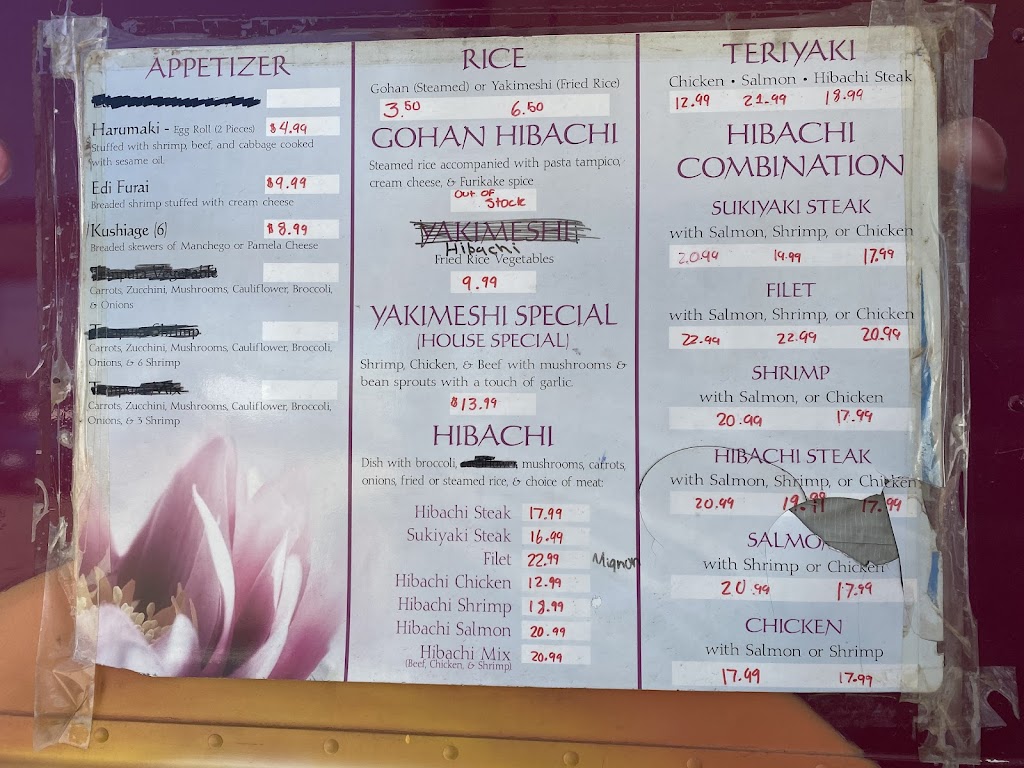 APPETIZER
Harumaki - Egg Roll (2 Pieces) $4.99
Stuffed with shrimp, beef, and cabbage cooked
with sesame oil.
Edi Furai $9.99
Breaded shrimp stuffed with cream cheese
Kushiage (6) $8.99
Breaded skewers of Manchego or Pamela Cheese
Carrots, Zucchini, Mushrooms, Cauliflower, Broccoli,
& Onions
Carrots, Zucchini, Mushrooms, Cauliflower, Broccoli,
Onions, & 6 Shrimp
Carrots, Zucchini, Mushrooms, Cauliflower, Broccoli,
Onions, & 3 Shrimp
RICE
Gohan (Steamed) or Yakimeshi (Fried Rice)
3.50 6.50
GOHAN HIBACHI
Steamed rice accompanied with pasta tampico,
cream cheese, & Furikake spice
Out of
Stock
YAKIMESHI
Hibachi
Fried Rice Vegetables
9.99
YAKIMESHI SPECIAL
(HOUSE SPECIAL)
Shrimp, Chicken, & Beef with mushrooms &
bean sprouts with a touch of garlic.
$13.99
HIBACHI
Dish with broccoli, mushrooms, carrots,
onions, fried or steamed rice, & choice of meat:
Hibachi Steak 17.99
Sukiyaki Steak 16.99
Filet 22.99 Mignon
Hibachi Chicken 12.99
Hibachi Shrimp 18.99
Hibachi Salmon 20.99
Hibachi Mix 20.99
(Beef, Chicken, & Shrimp)
TERIYAKI
Chicken • Salmon • Hibachi Steak
12.99 21.99 18.99
HIBACHI
COMBINATION
SUKIYAKI STEAK
with Salmon, Shrimp, or Chicken
20.99 19.99 17.99
FILET
with Salmon, Shrimp, or Chicken
22.99 22.99 20.99
SHRIMP
with Salmon, or Chicken
20.99 17.99
HIBACHI STEAK
with Salmon, Shrimp, or Chicken
20.99 19.99 17.99
SALMO
with Shrimp or Chicken
20.99 17.99
CHICKEN
with Salmon or Shrimp
17.99 17.99